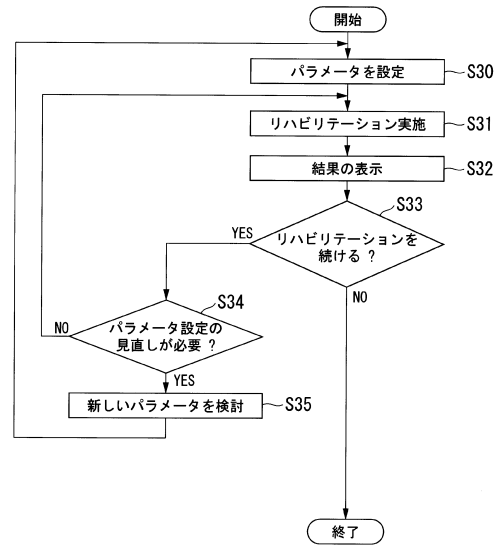 開始
パラメータを設定
S30
リハビリテーション実施
S31
結果の表示
S32
S33
リハビリテーションを
続ける ?
YES
NO
S34
パラメータ設定の
見直しが必要 ?
NO
YES
新しいパラメータを検討
S35
終了